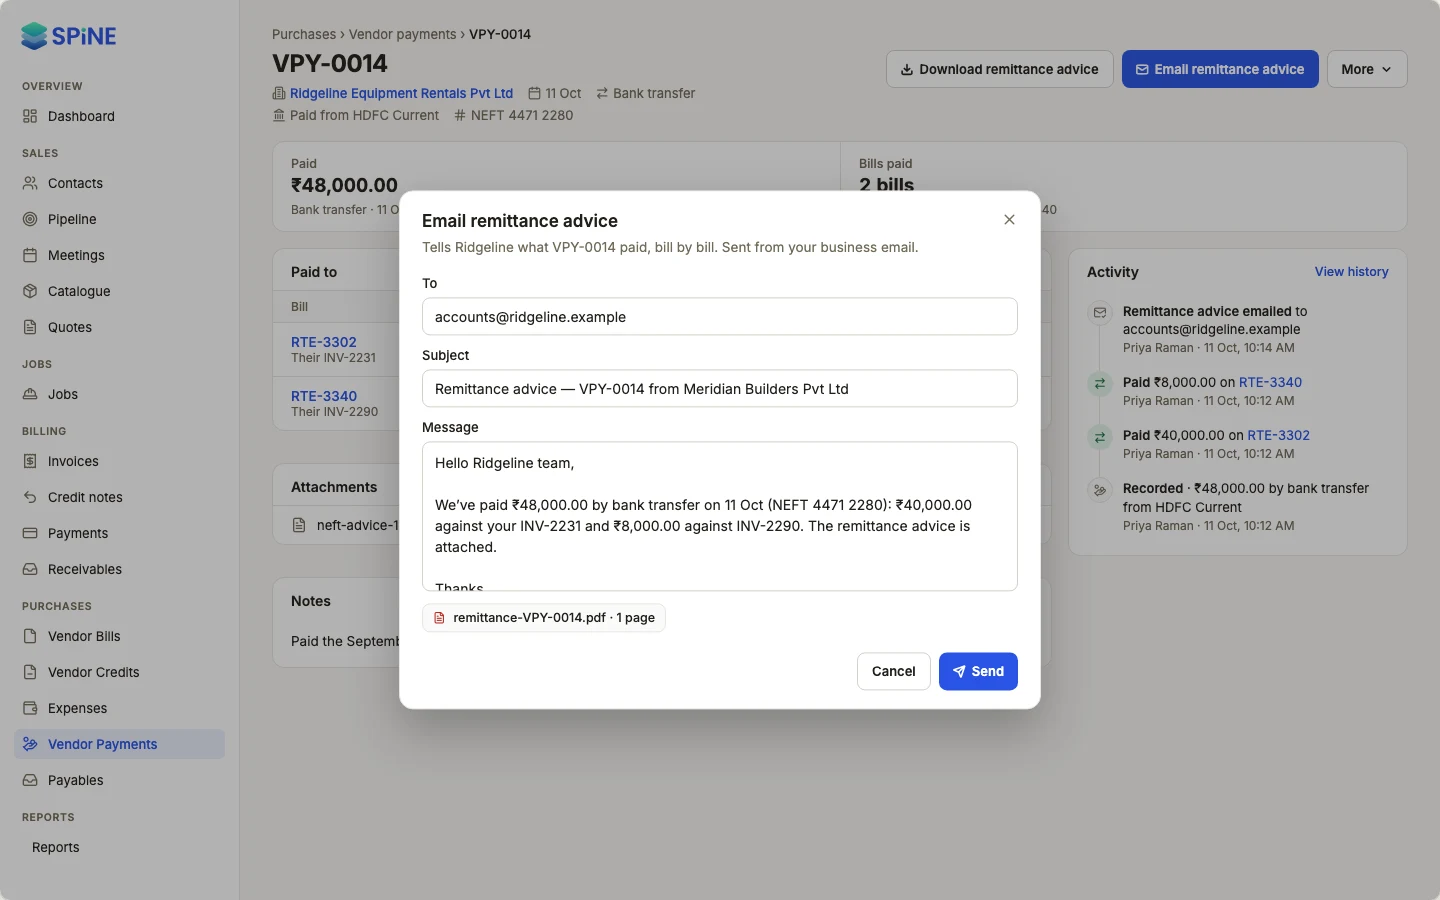 SPiNE
OVERVIEW
Dashboard
SALES
Contacts
Pipeline
Meetings
Catalogue
Quotes
JOBS
Jobs
BILLING
Invoices
Credit notes
Payments
Receivables
PURCHASES
Vendor Bills
Vendor Credits
Expenses
Vendor Payments
Payables
REPORTS
Reports
Purchases › Vendor payments › VPY-0014
VPY-0014
Ridgeline Equipment Rentals Pvt Ltd 11 Oct Bank transfer
Paid from HDFC Current # NEFT 4471 2280
Download remittance advice
Email remittance advice
More
Paid
₹48,000.00
Bank transfer · 11 O
Bills paid
2 bills
40
Paid to
Bill
RTE-3302
Their INV-2231
RTE-3340
Their INV-2290
Attachments
neft-advice-1
Notes
Paid the Septemb
Email remittance advice
Tells Ridgeline what VPY-0014 paid, bill by bill. Sent from your business email.
To
accounts@ridgeline.example
Subject
Remittance advice — VPY-0014 from Meridian Builders Pvt Ltd
Message
Hello Ridgeline team,
We’ve paid ₹48,000.00 by bank transfer on 11 Oct (NEFT 4471 2280): ₹40,000.00
against your INV-2231 and ₹8,000.00 against INV-2290. The remittance advice is
attached.
Thanks
remittance-VPY-0014.pdf · 1 page
Cancel
Send
Activity
View history
Remittance advice emailed to
accounts@ridgeline.example
Priya Raman · 11 Oct, 10:14 AM
Paid ₹8,000.00 on RTE-3340
Priya Raman · 11 Oct, 10:12 AM
Paid ₹40,000.00 on RTE-3302
Priya Raman · 11 Oct, 10:12 AM
Recorded · ₹48,000.00 by bank transfer
from HDFC Current
Priya Raman · 11 Oct, 10:12 AM